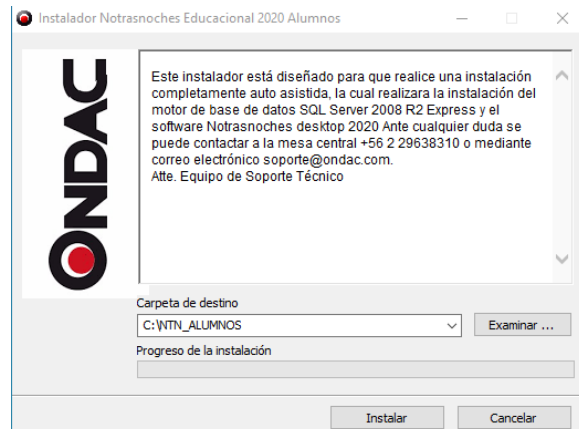 Instalador Notrasnoches Educacional 2020 Alumnos
ONDAC
Este instalador está diseñado para que realice una instalación
completamente auto asistida, la cual realizara la instalación del
motor de base de datos SQL Server 2008 R2 Express y el
software Notrasnoches desktop 2020 Ante cualquier duda se
puede contactar a la mesa central +56 2 29638310 o mediante
correo electrónico soporte@ondac.com.
Atte. Equipo de Soporte Técnico
Carpeta de destino
C:\NTN_ALUMNOS
Examinar ...
Progreso de la instalación
Instalar
Cancelar